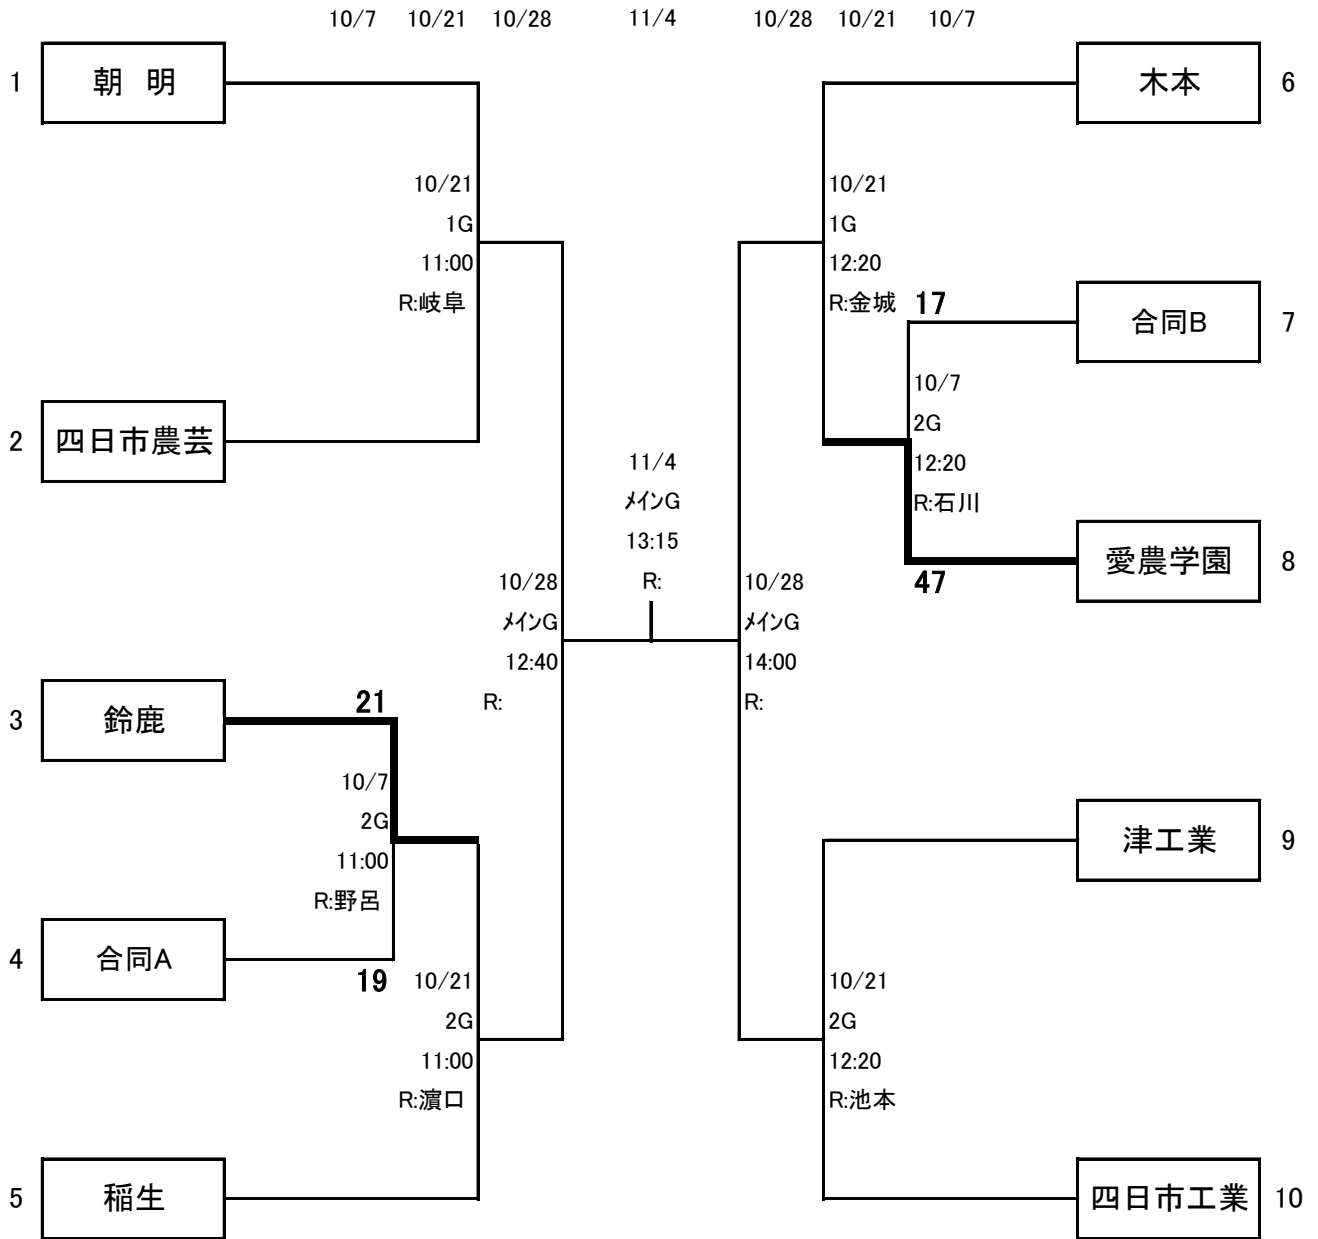 10/7 10/21 10/28 11/4 10/28 10/21 10/7
1 朝 明
木本 6
10/21
1G
11:00
R:岐阜
10/21
1G
12:20
R:金城
17
合同B 7
10/7
2G
12:20
R:石川
2 四日市農芸
11/4
メインG
13:15
R:
47
愛農学園 8
10/28
メインG
12:40
R:
10/28
メインG
14:00
R:
3 鈴鹿
21
10/7
2G
11:00
R:野呂
4 合同A
19
津工業 9
10/21
2G
11:00
R:濵口
10/21
2G
12:20
R:池本
5 稲生
四日市工業 10